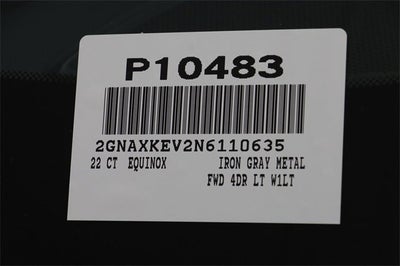 P10483
2GNAXKEV2N6110635
22 CT EQUINOX IRON GRAY METAL
FWD 4DR LT W1LT